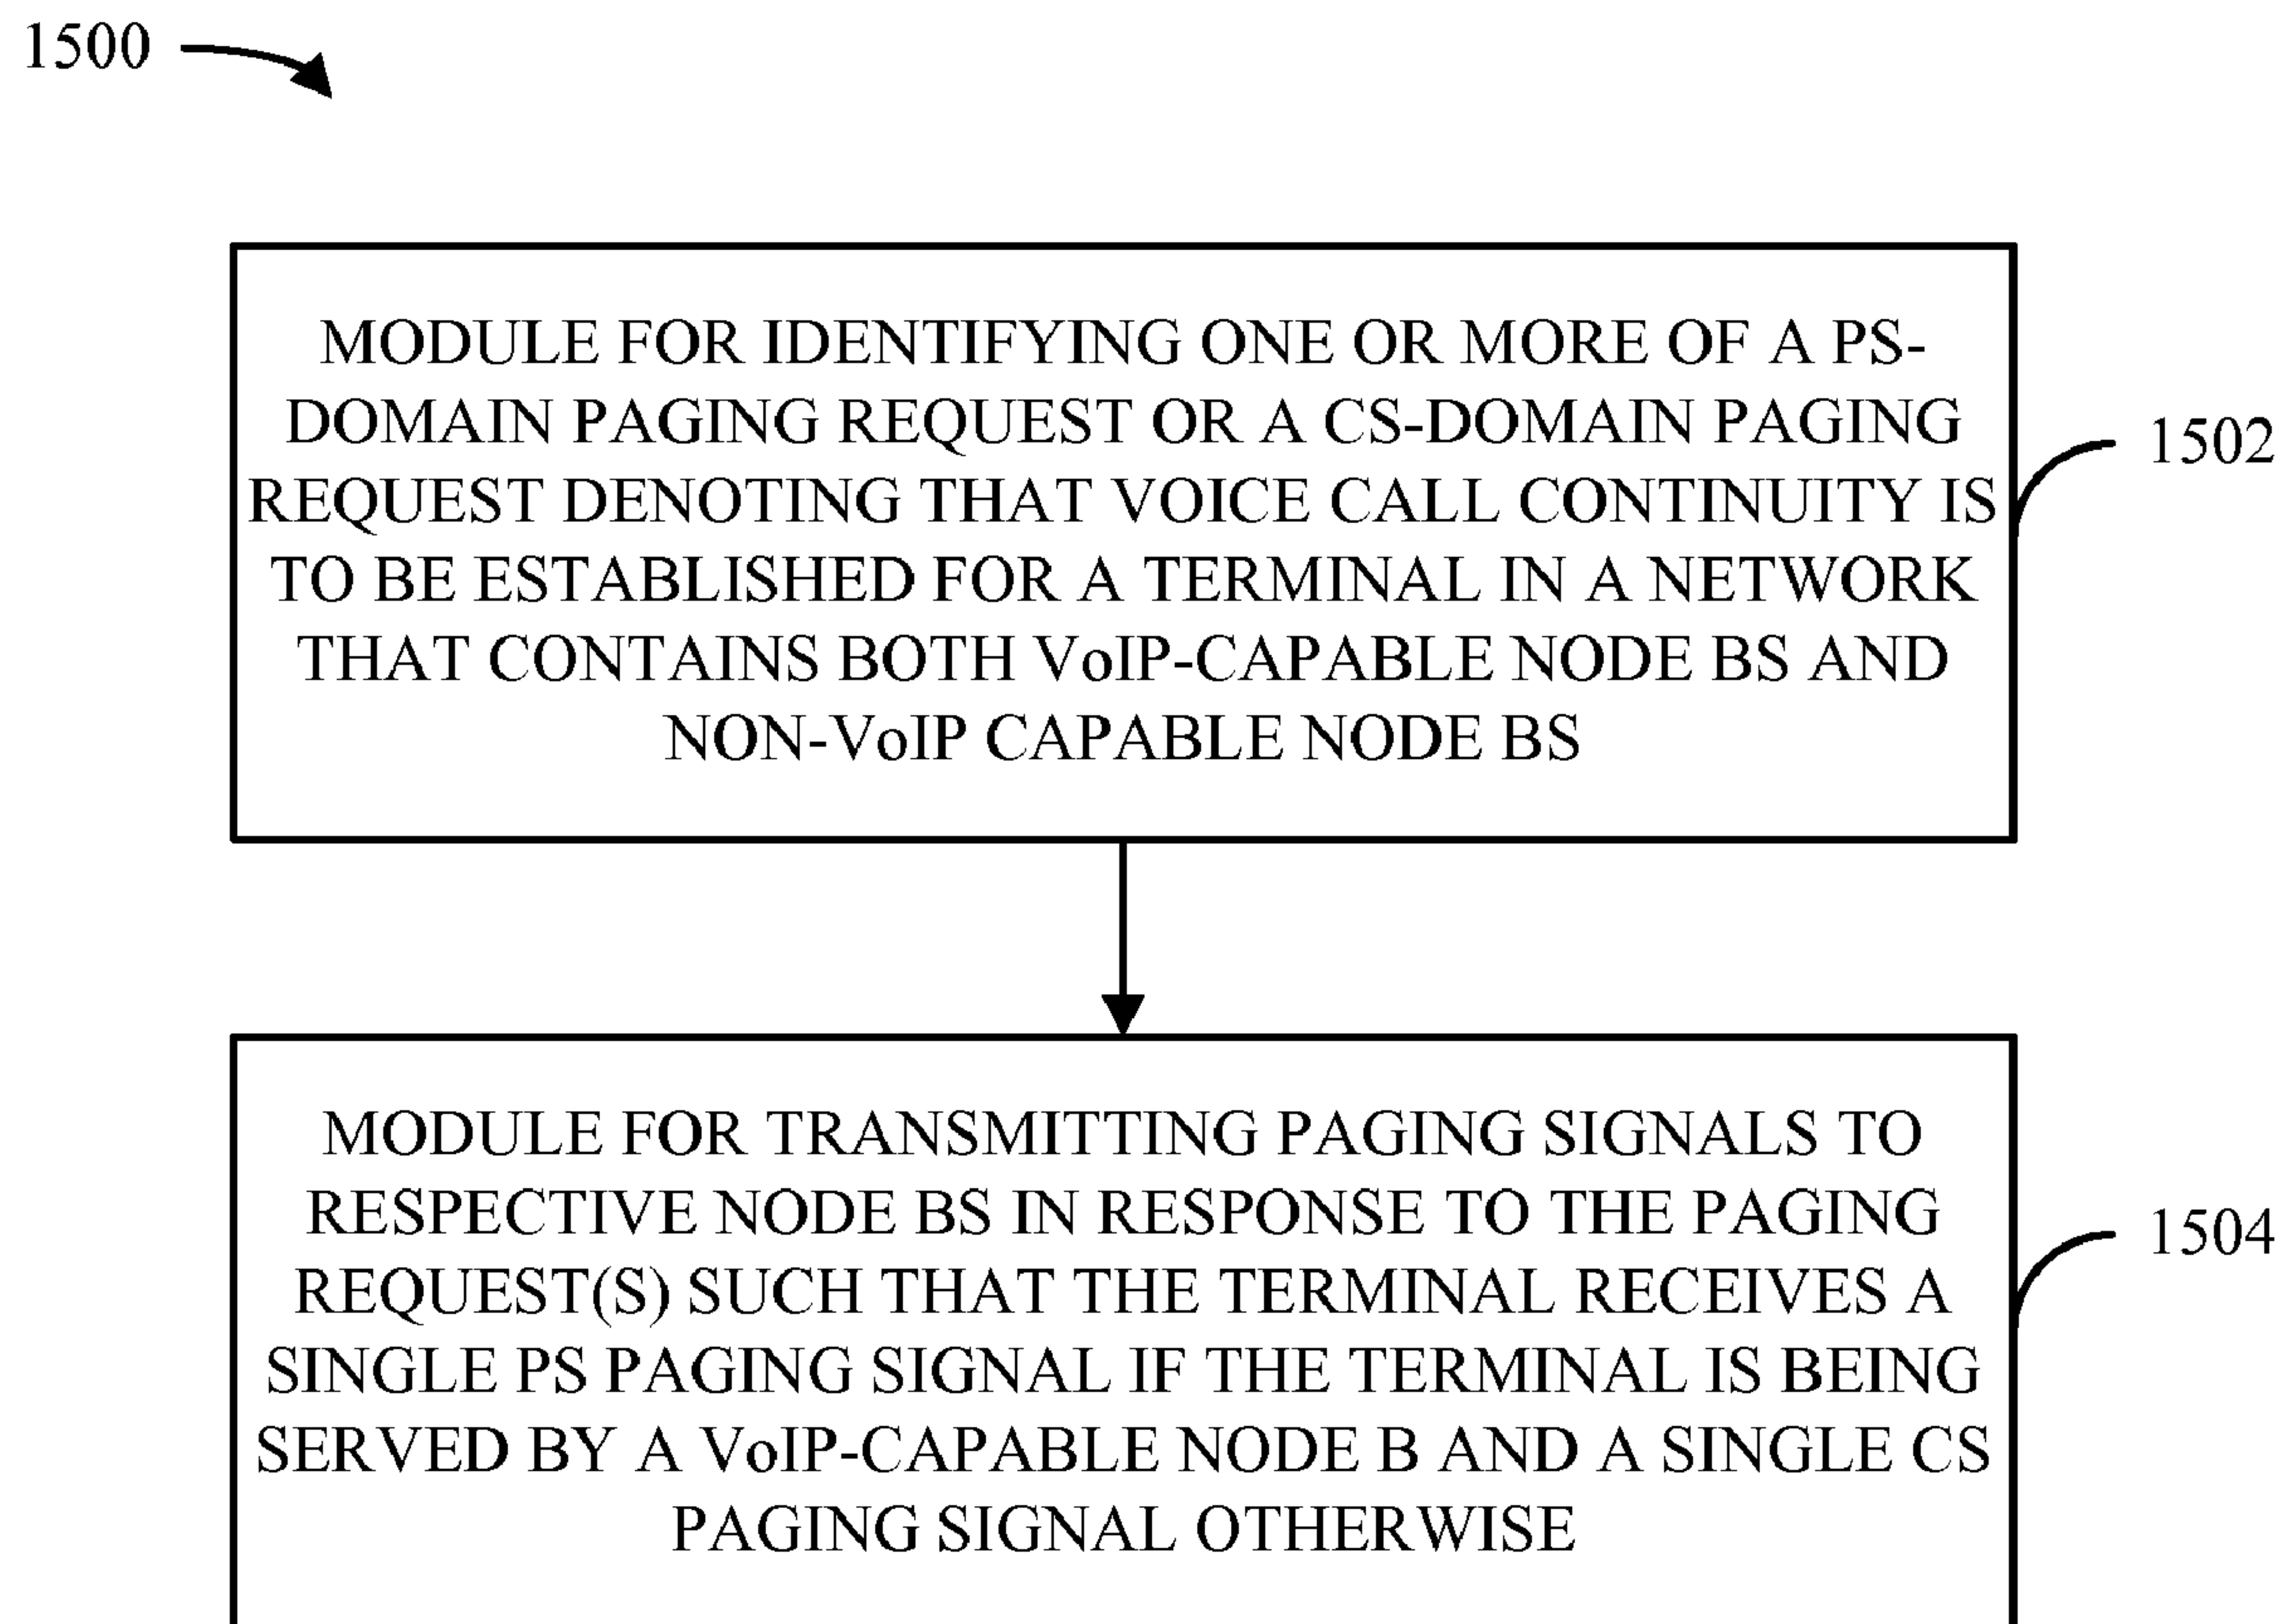 1500
MODULE FOR IDENTIFYING ONE OR MORE OF A PS-
DOMAIN PAGING REQUEST OR A CS-DOMAIN PAGING
REQUEST DENOTING THAT VOICE CALL CONTINUITY IS
TO BE ESTABLISHED FOR A TERMINAL IN A NETWORK
THAT CONTAINS BOTH VoIP-CAPABLE NODE BS AND
NON-VoIP CAPABLE NODE BS
1502
MODULE FOR TRANSMITTING PAGING SIGNALS TO
RESPECTIVE NODE BS IN RESPONSE TO THE PAGING
REQUEST(S) SUCH THAT THE TERMINAL RECEIVES A
SINGLE PS PAGING SIGNAL IF THE TERMINAL IS BEING
SERVED BY A VoIP-CAPABLE NODE B AND A SINGLE CS
PAGING SIGNAL OTHERWISE
1504